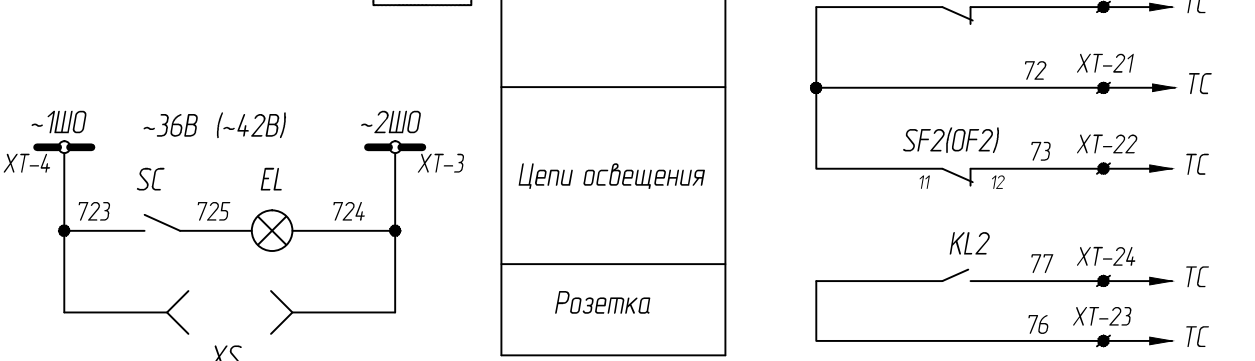 ~1ШО
~36В (~42В)
~2ШО
ХТ-4
ХТ-3
SC
EL
723
725
724
XS
Цепи освещения
Розетка
ТС
72
ХТ-21
ТС
SF2(OF2)
73
ХТ-22
ТС
11
12
KL2
77
ХТ-24
ТС
76
ХТ-23
ТС